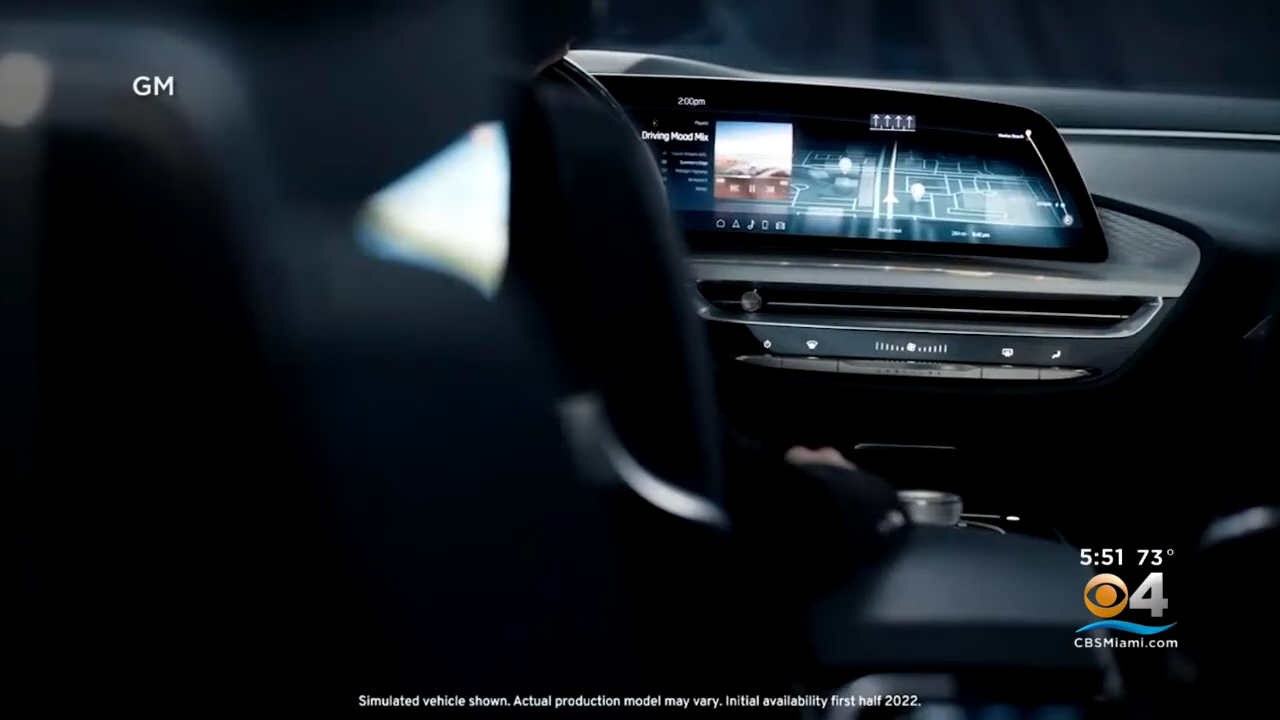 GM
2:00pm
Driving Mood Mix
5:51 73°
4
CBSMiami.com
Simulated vehicle shown. Actual production model may vary. Initial availability first half 2022.